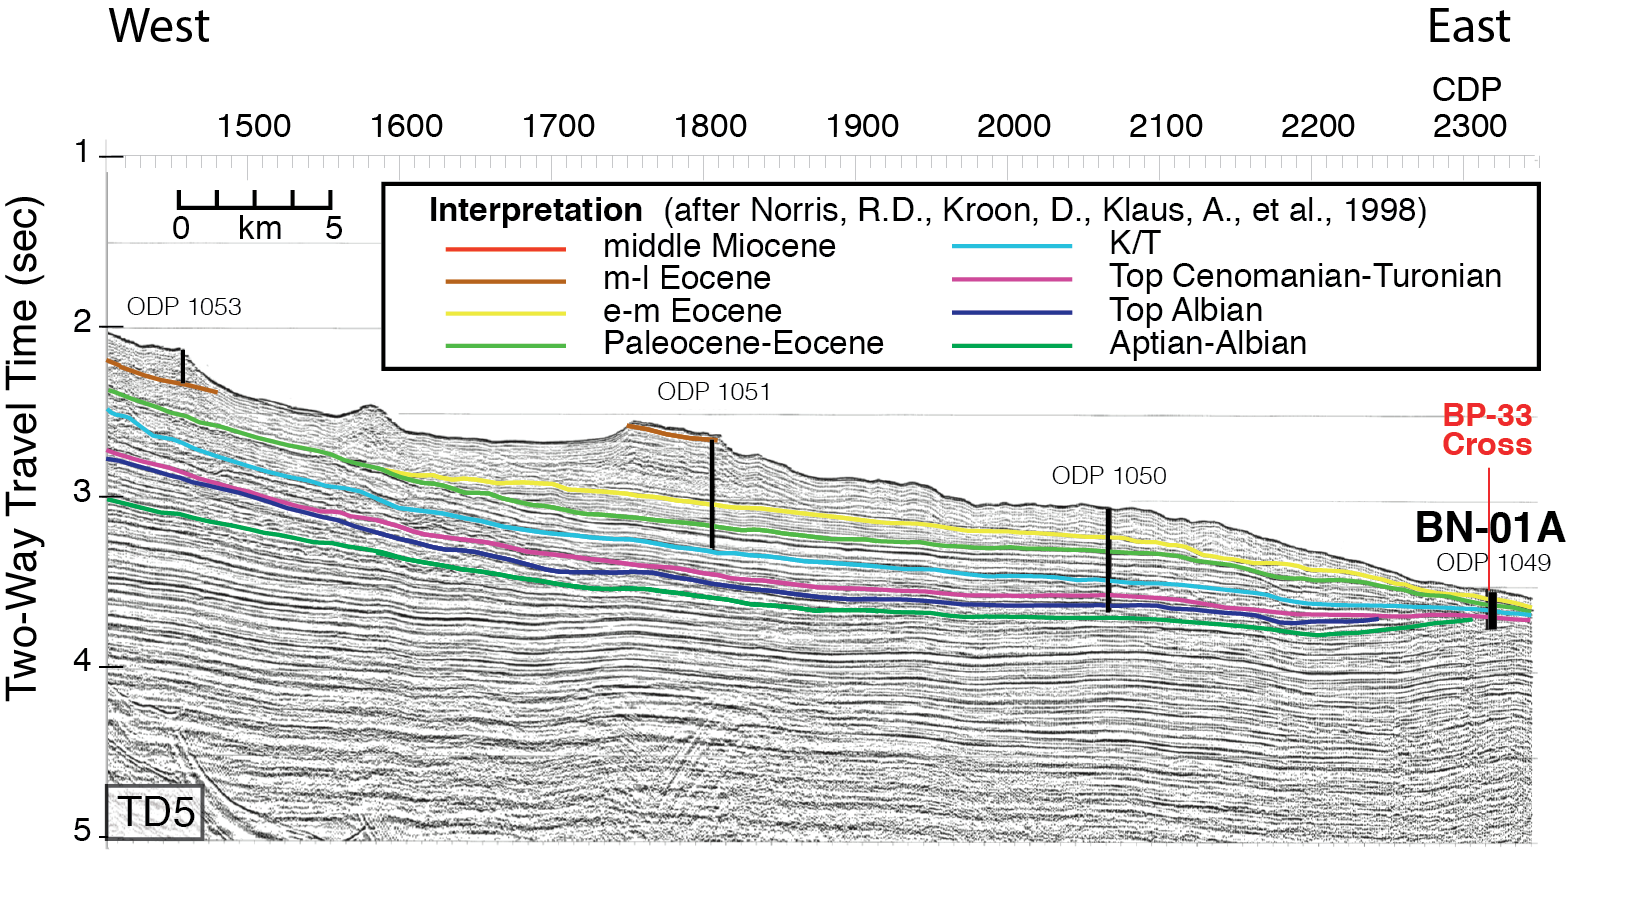 West
East
CDP
1500 1600 1700 1800 1900 2000 2100 2200 2300
1
2
3
4
5
Two-Way Travel Time (sec)
0 km 5
Interpretation (after Norris, R.D., Kroon, D., Klaus, A., et al., 1998)
middle Miocene
m-l Eocene
e-m Eocene
Paleocene-Eocene
K/T
Top Cenomanian-Turonian
Top Albian
Aptian-Albian
ODP 1053
ODP 1051
ODP 1050
BP-33
Cross
BN-01A
ODP 1049
TD5